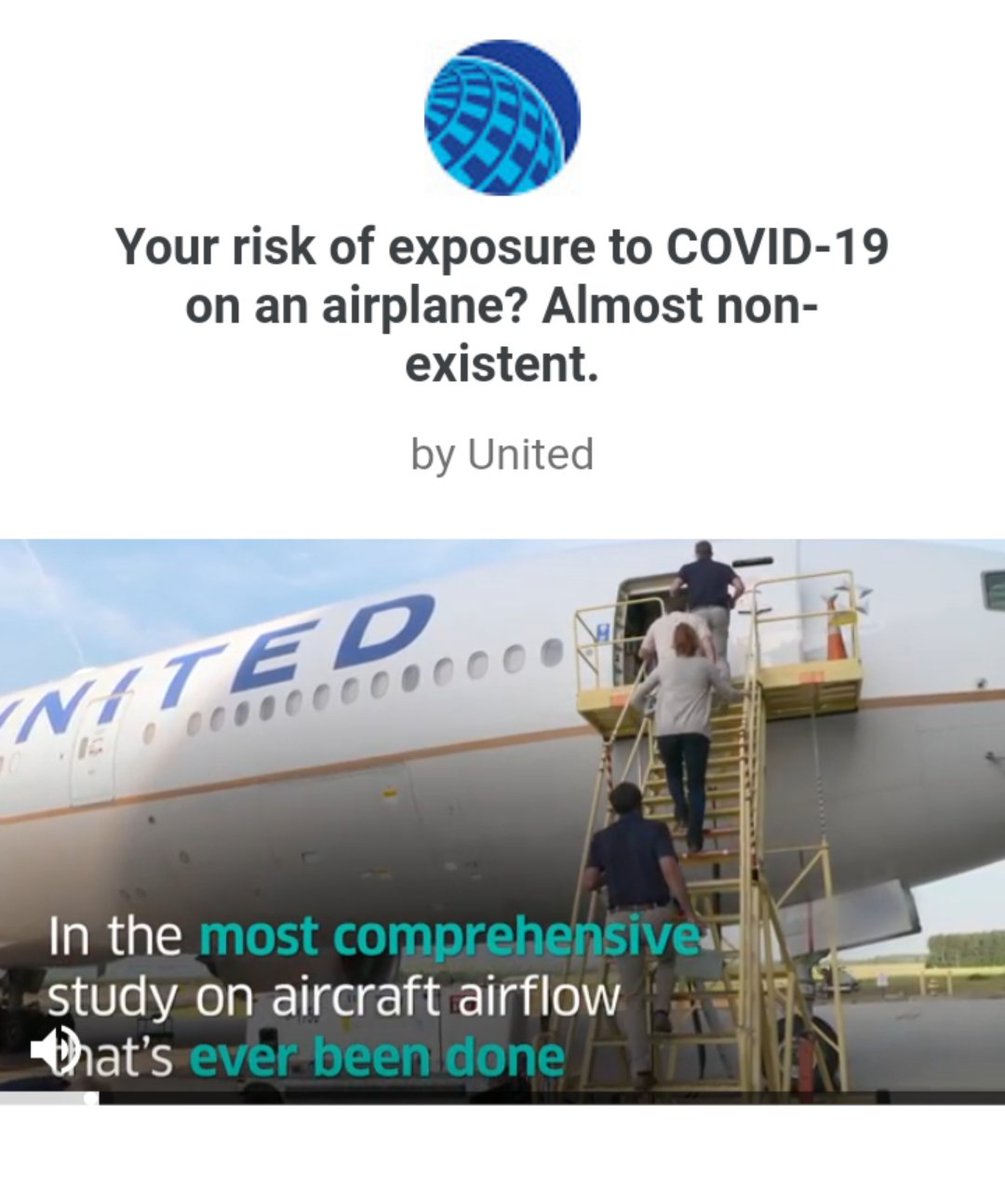 Your risk of exposure to COVID-19
on an airplane? Almost non-
existent.
by United
UNITED
In the most comprehensive
study on aircraft airflow
that's ever been done